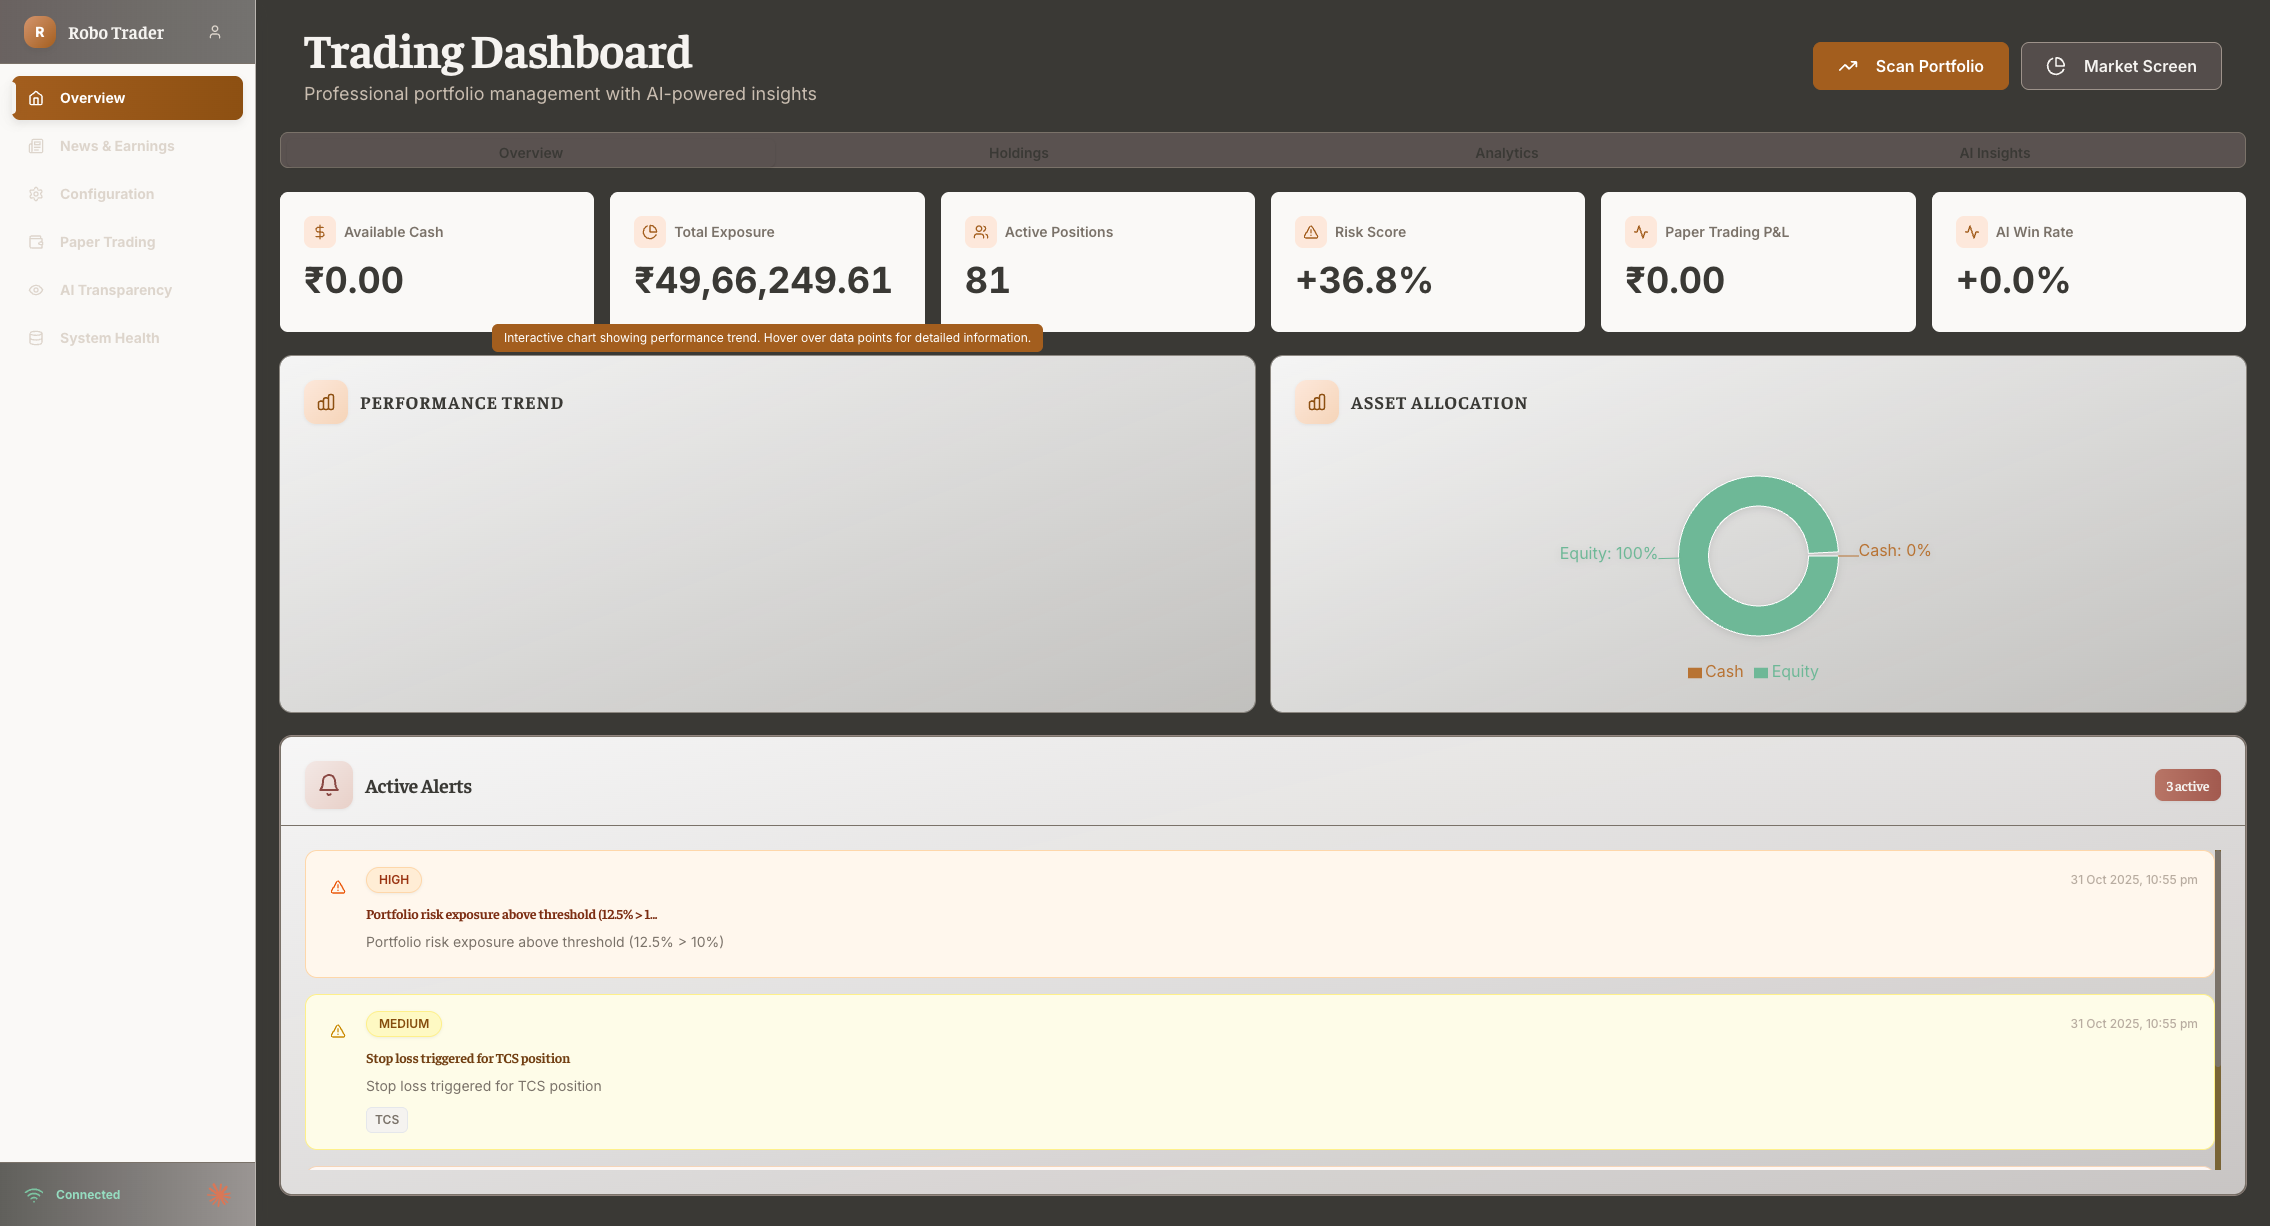 R
Robo Trader
Overview
News & Earnings
Configuration
Paper Trading
AI Transparency
System Health
Connected
Trading Dashboard
Professional portfolio management with AI-powered insights
Scan Portfolio
Market Screen
Overview
Holdings
Analytics
AI Insights
Available Cash
₹0.00
Total Exposure
₹49,66,249.61
Active Positions
81
Risk Score
+36.8%
Paper Trading P&L
₹0.00
AI Win Rate
+0.0%
Interactive chart showing performance trend. Hover over data points for detailed information.
PERFORMANCE TREND
ASSET ALLOCATION
Equity: 100%
Cash: 0%
Cash
Equity
Active Alerts
3 active
HIGH
31 Oct 2025, 10:55 pm
Portfolio risk exposure above threshold (12.5% > 1...
Portfolio risk exposure above threshold (12.5% > 10%)
MEDIUM
31 Oct 2025, 10:55 pm
Stop loss triggered for TCS position
Stop loss triggered for TCS position
TCS